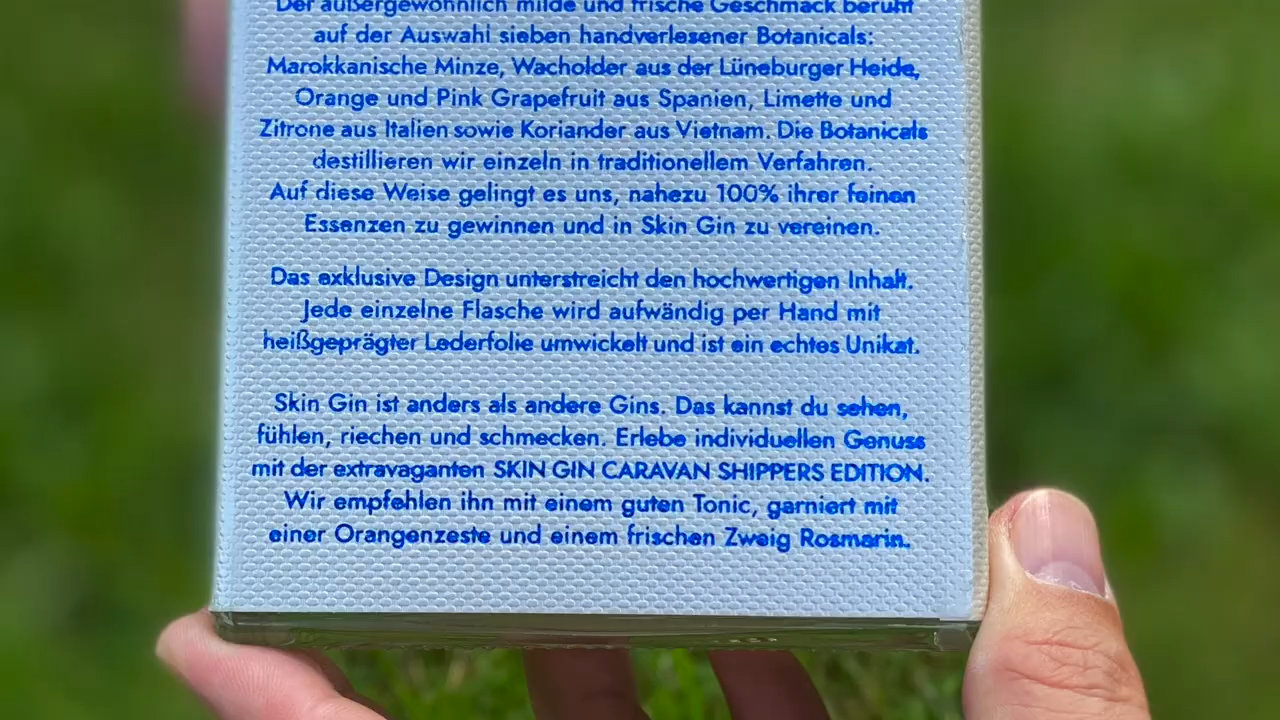 Der außergewöhnlich milde und frische Geschmack beruht
auf der Auswahl sieben handverlesener Botanicals:
Marokkanische Minze, Wacholder aus der Lüneburger Heide,
Orange und Pink Grapefruit aus Spanien, Limette und
Zitrone aus Italien sowie Koriander aus Vietnam. Die Botanicals
destillieren wir einzeln in traditionellem Verfahren.
Auf diese Weise gelingt es uns, nahezu 100% ihrer feinen
Essenzen zu gewinnen und in Skin Gin zu vereinen.
Das exklusive Design unterstreicht den hochwertigen Inhalt.
Jede einzelne Flasche wird aufwändig per Hand mit
heißgeprägter Lederfolie umwickelt und ist ein echtes Unikat.
Skin Gin ist anders als andere Gins. Das kannst du sehen,
fühlen, riechen und schmecken. Erlebe individuellen Genuss
mit der extravaganten SKIN GIN CARAVAN SHIPPERS EDITION.
Wir empfehlen ihn mit einem guten Tonic, garniert mit
einer Orangenzeste und einem frischen Zweig Rosmarin.